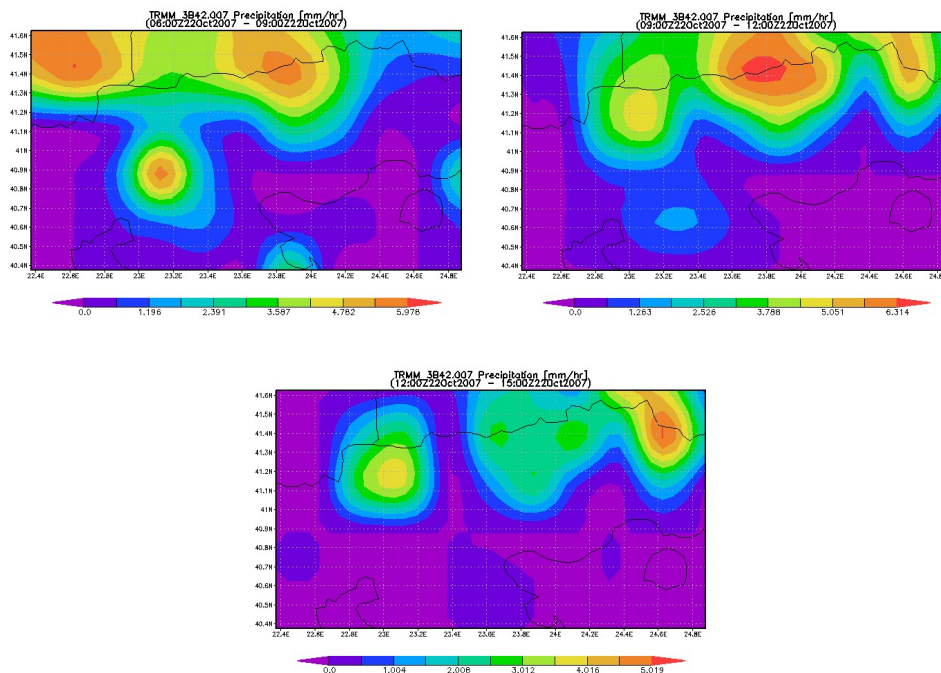 TRMM_3B42.007 Precipitation [mm/hr]
(06:00Z22Oct2007 - 09:00Z22Oct2007)
41.6N
41.5N
41.4N
41.3N
41.2N
41.1N
41N
40.9N
40.8N
40.7N
40.6N
40.5N
40.4N
22.4E 22.6E 22.8E 23E 23.2E 23.4E 23.6E 23.8E 24E 24.2E 24.4E 24.6E 24.8E
0.0 1.196 2.391 3.587 4.782 5.978
TRMM_3B42.007 Precipitation [mm/hr]
(09:00Z22Oct2007 - 12:00Z22Oct2007)
41.6N
41.5N
41.4N
41.3N
41.2N
41.1N
41N
40.9N
40.8N
40.7N
40.6N
40.5N
40.4N
22.4E 22.6E 22.8E 23E 23.2E 23.4E 23.6E 23.8E 24E 24.2E 24.4E 24.6E 24.8E
0.0 1.263 2.526 3.788 5.051 6.314
TRMM_3B42.007 Precipitation [mm/hr]
(12:00Z22Oct2007 - 15:00Z22Oct2007)
41.6N
41.5N
41.4N
41.3N
41.2N
41.1N
41N
40.9N
40.8N
40.7N
40.6N
40.5N
40.4N
22.4E 22.6E 22.8E 23E 23.2E 23.4E 23.6E 23.8E 24E 24.2E 24.4E 24.6E 24.8E
0.0 1.004 2.008 3.012 4.016 5.019